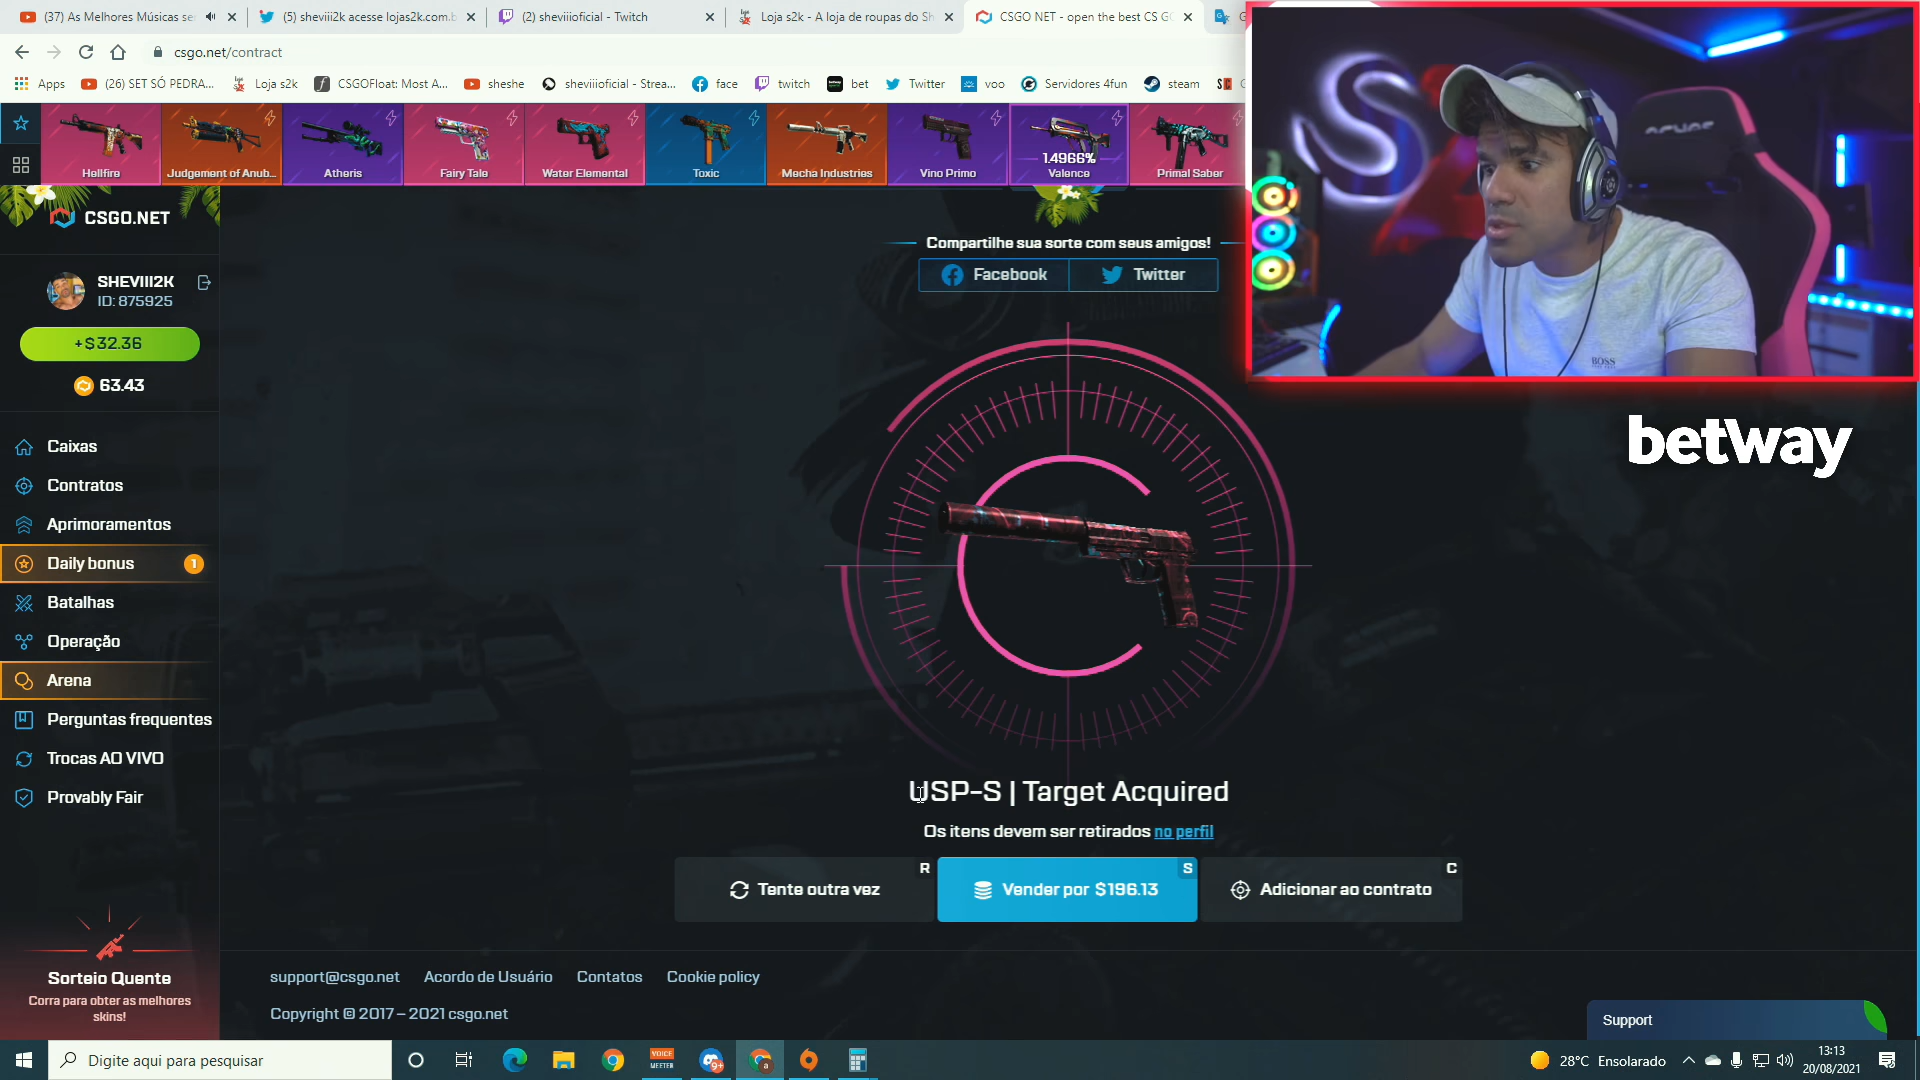 (37) As Melhores Músicas se
(5) sheviii2k acesse lojas2k.com.b
(2) sheviiioficial - Twitch
Loja s2k - A loja de roupas do Sh
CSGO NET - open the best CS GO
csgo.net/contract
Apps
(26) SET SÓ PEDRA...
Loja s2k
CSGOFloat: Most A...
sheshe
sheviiioficial - Strea...
face
twitch
bet
Twitter
voo
Servidores 4fun
steam
Hellfire
Judgement of Anub...
Atheris
Fairy Tale
Water Elemental
Toxic
Mecha Industries
Vino Primo
1.4966%
Valence
Primal Saber
CSGO.NET
SHEVIII2K
ID: 875925
+$32.36
63.43
Caixas
Contratos
Aprimoramentos
Daily bonus 1
Batalhas
Operação
Arena
Perguntas frequentes
Trocas AO VIVO
Provably Fair
Sorteio Quente
Corra para obter as melhores
skins!
Compartilhe sua sorte com seus amigos!
Facebook
Twitter
BOSS
betway
USP-S | Target Acquired
Os itens devem ser retirados no perfil
Tente outra vez R
Vender por $196.13 S
Adicionar ao contrato C
support@csgo.net
Acordo de Usuário
Contatos
Cookie policy
Copyright © 2017 – 2021 csgo.net
Support
Digite aqui para pesquisar
VOICE
MEETER
9+
28°C Ensolarado
13:13
20/08/2021